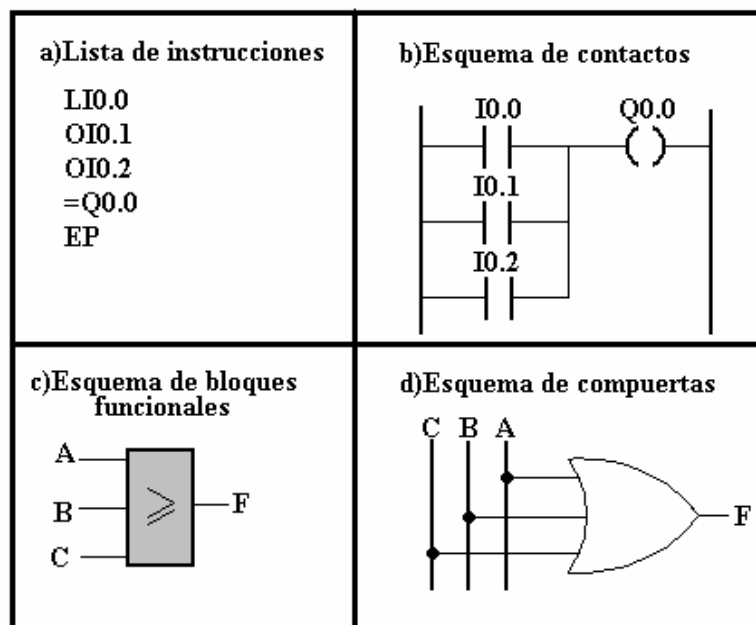 a)Lista de instrucciones
LI0.0
OI0.1
OI0.2
=Q0.0
EP
b)Esquema de contactos
I0.0
Q0.0
I0.1
I0.2
c)Esquema de bloques
funcionales
A
B
C
≥
F
d)Esquema de compuertas
C B A
F